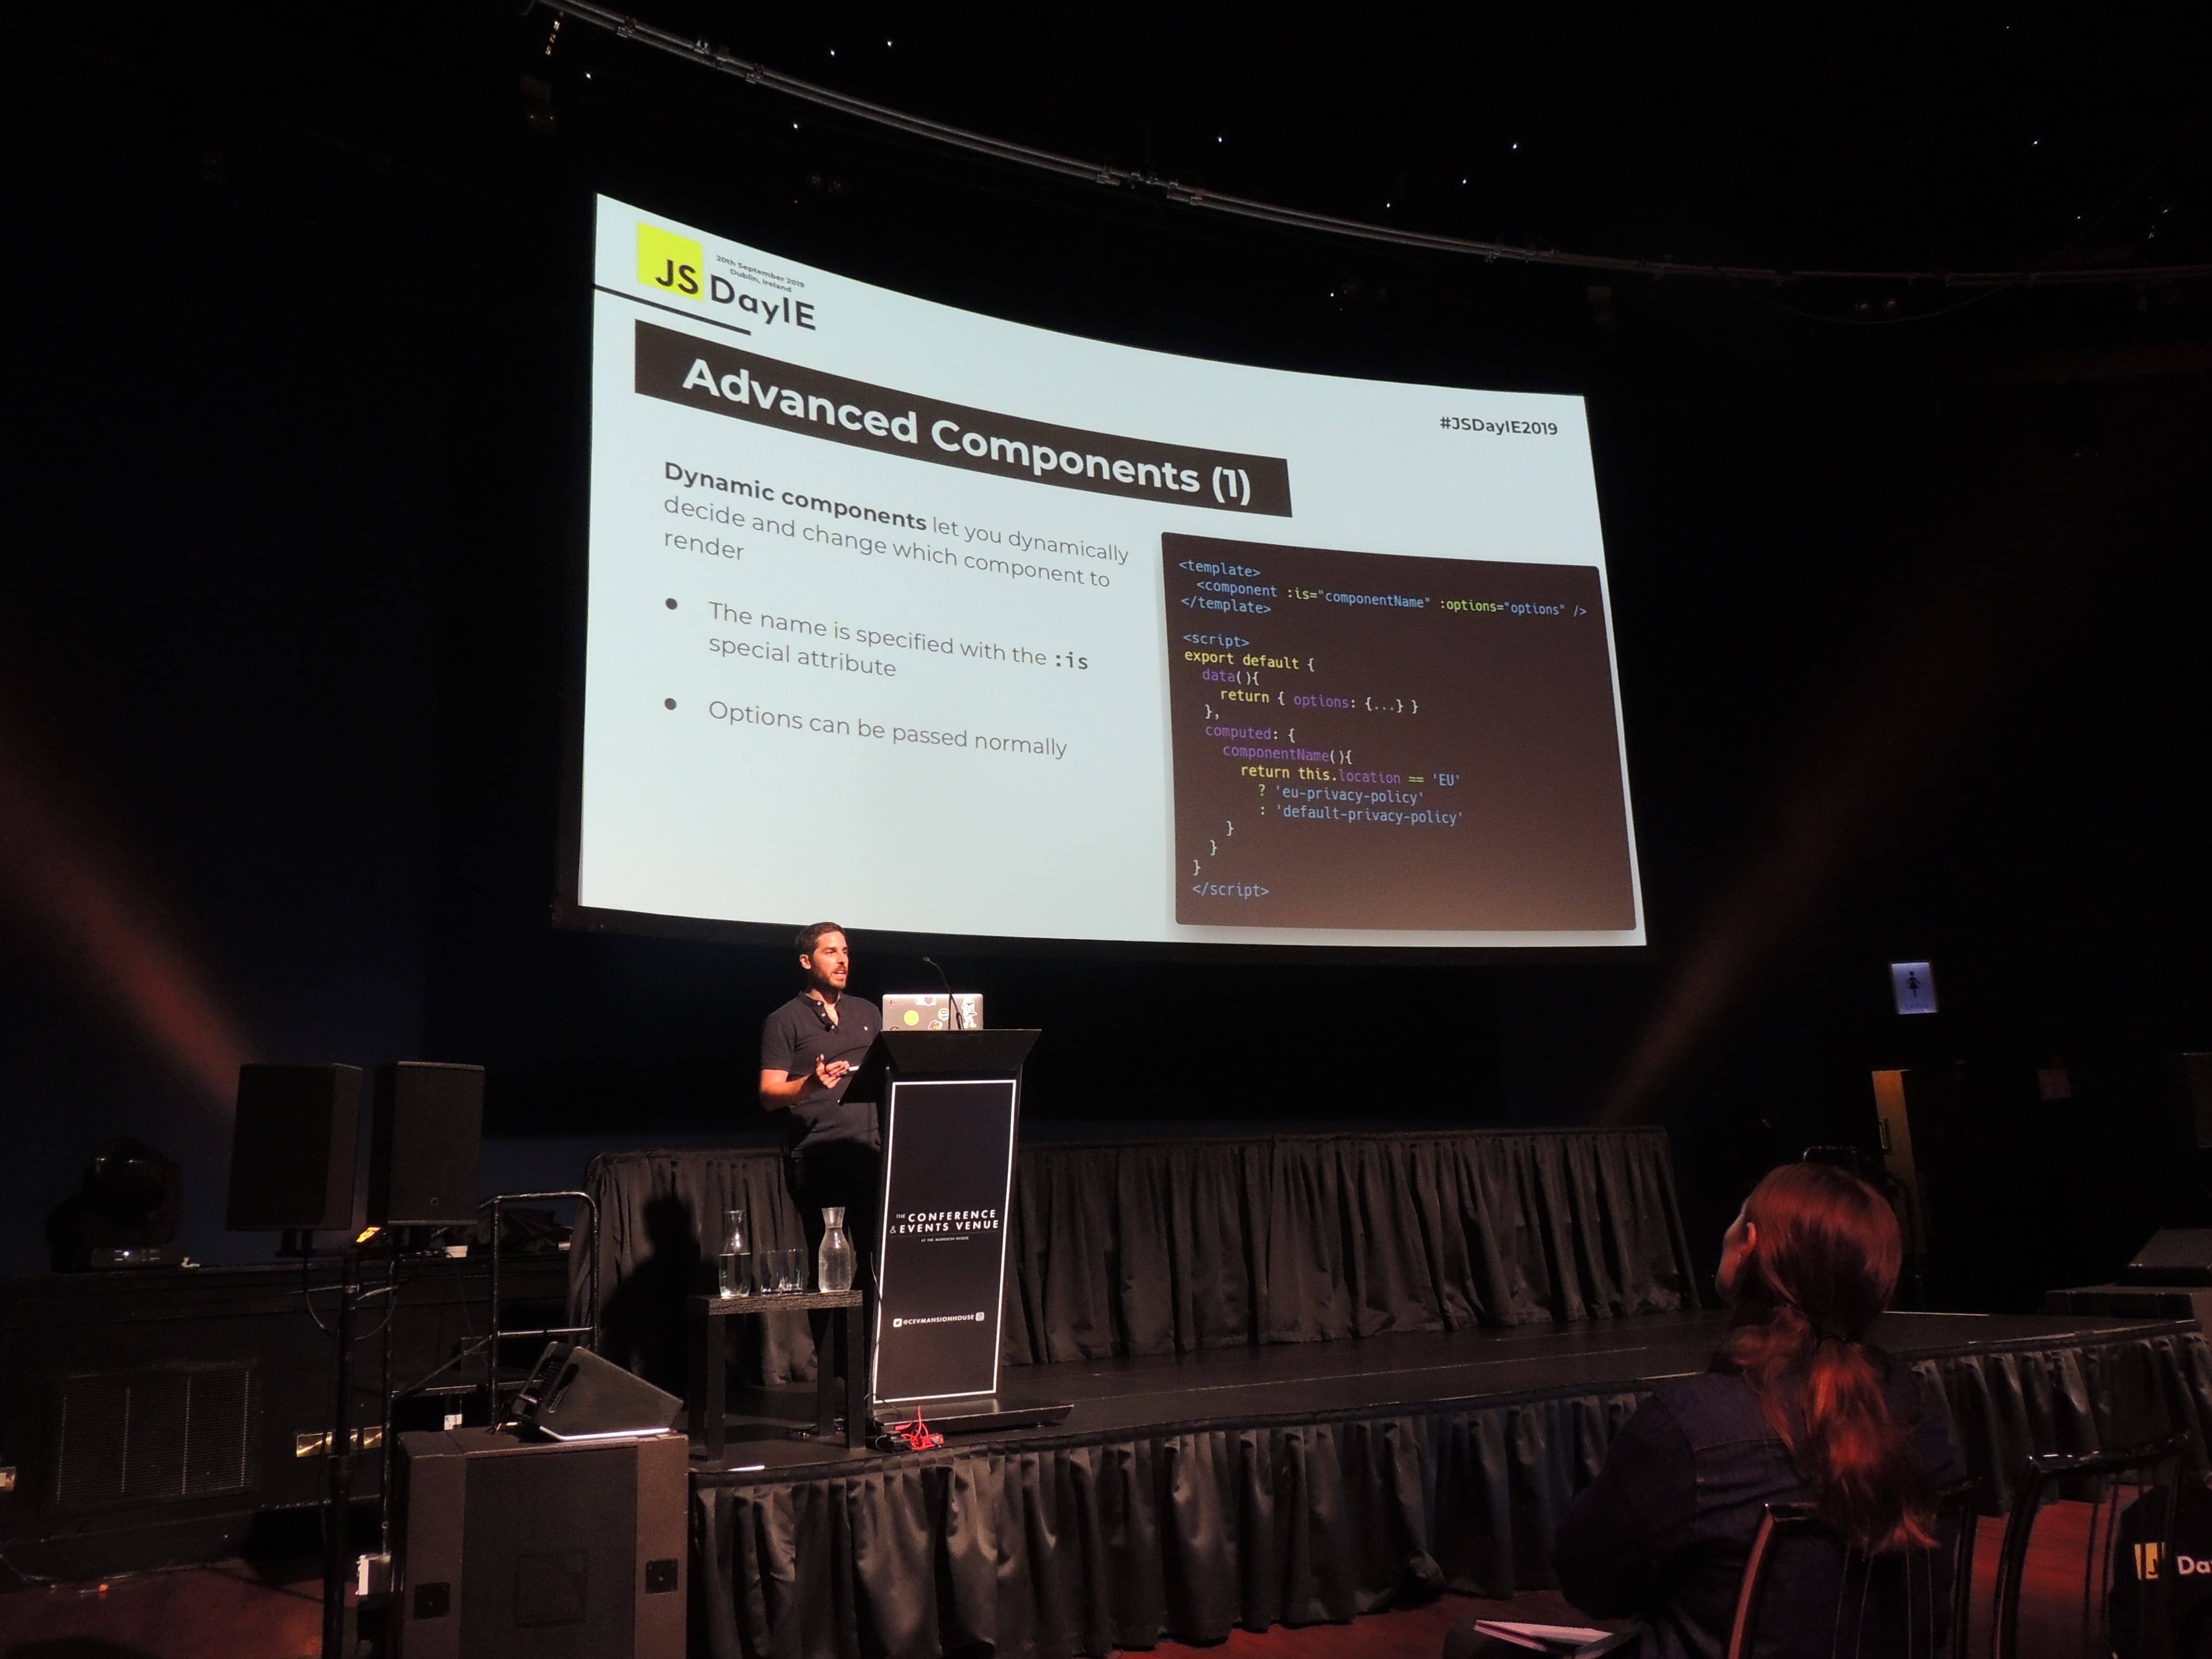 20th September 2019
Dublin, Ireland
JS DayIE
Advanced Components (1)
#JSDayIE2019
Dynamic components let you dynamically
decide and change which component to
render
● The name is specified with the :is
special attribute
● Options can be passed normally
<template>
  <component :is="componentName" :options="options" />
</template>
<script>
export default {
  data(){
    return { options: {...} }
  },
  computed: {
    componentName(){
      return this.location == 'EU'
        ? 'eu-privacy-policy'
        : 'default-privacy-policy'
    }
  }
}
</script>
THE CONFERENCE
& EVENTS VENUE
AT THE MANSION HOUSE
@CEVMANSIONHOUSE
J Da